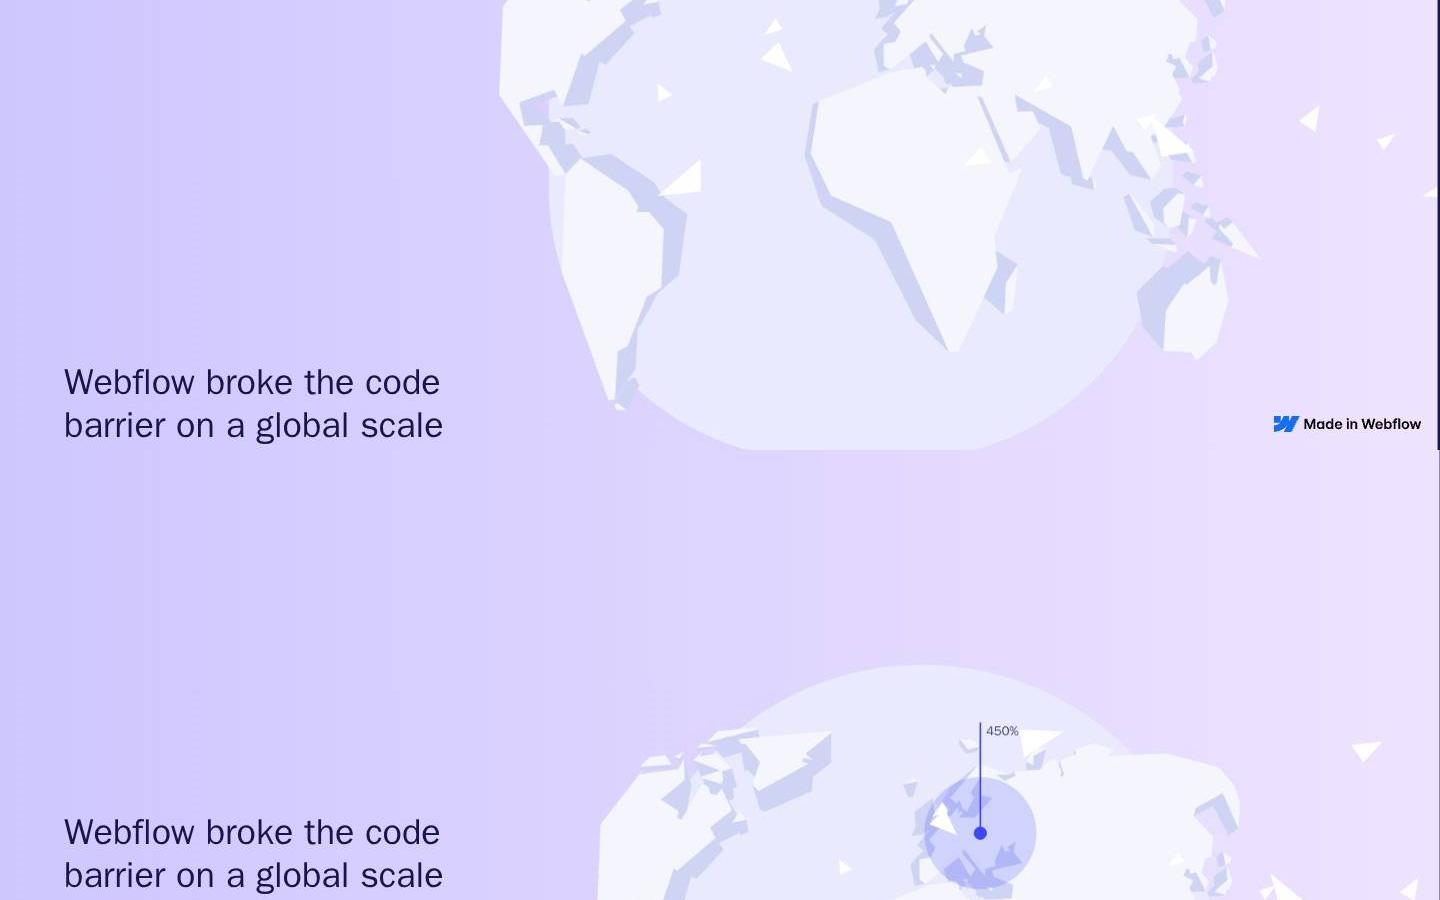 Webflow broke the code
barrier on a global scale
Made in Webflow
450%
Webflow broke the code
barrier on a global scale